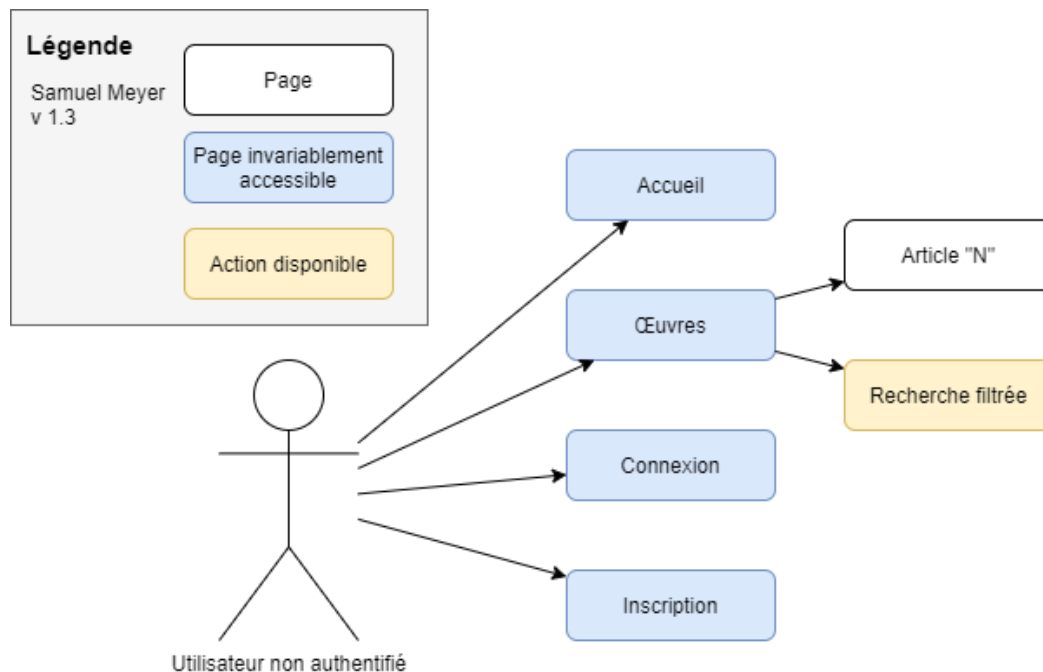 Légende
Samuel Meyer
v 1.3
Page
Page invariablement
accessible
Action disponible
Accueil
Article "N"
Œuvres
Recherche filtrée
Connexion
Inscription
Utilisateur non authentifié